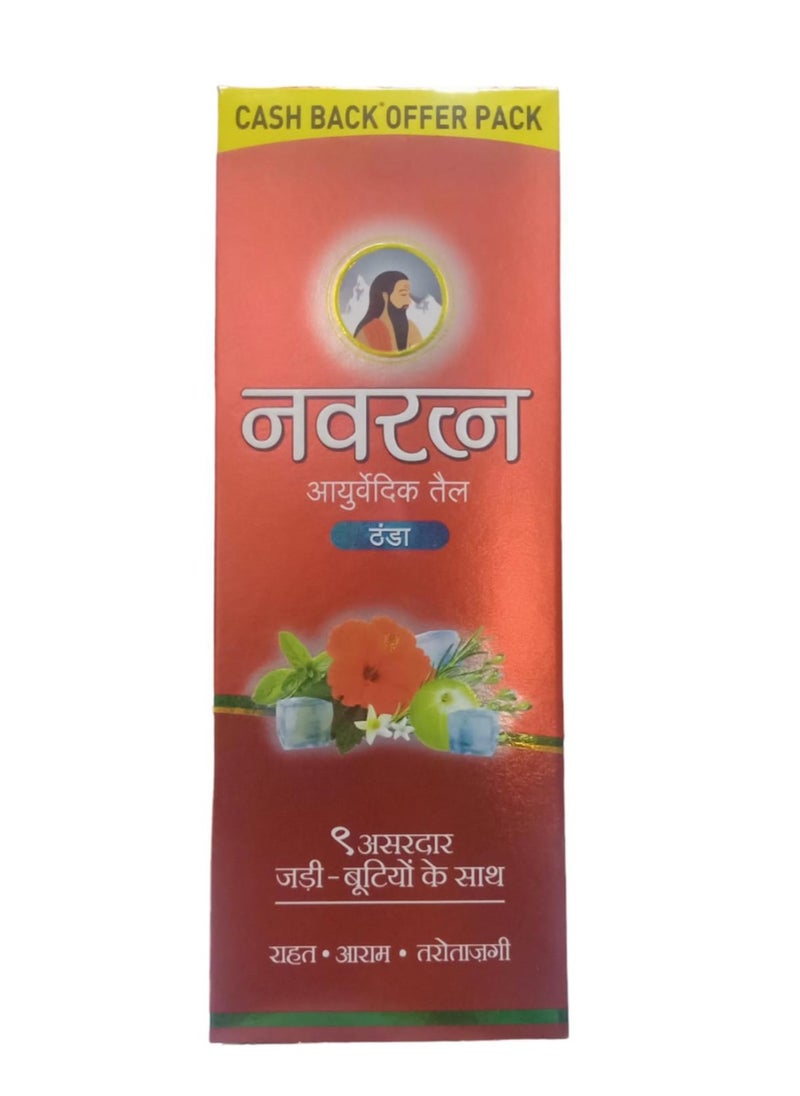 CASH BACK* OFFER PACK
नवरत्न
आयुर्वेदिक तैल
ठंडा
९ असरदार
जड़ी-बूटियों के साथ
राहत • आराम • तरोताज़गी